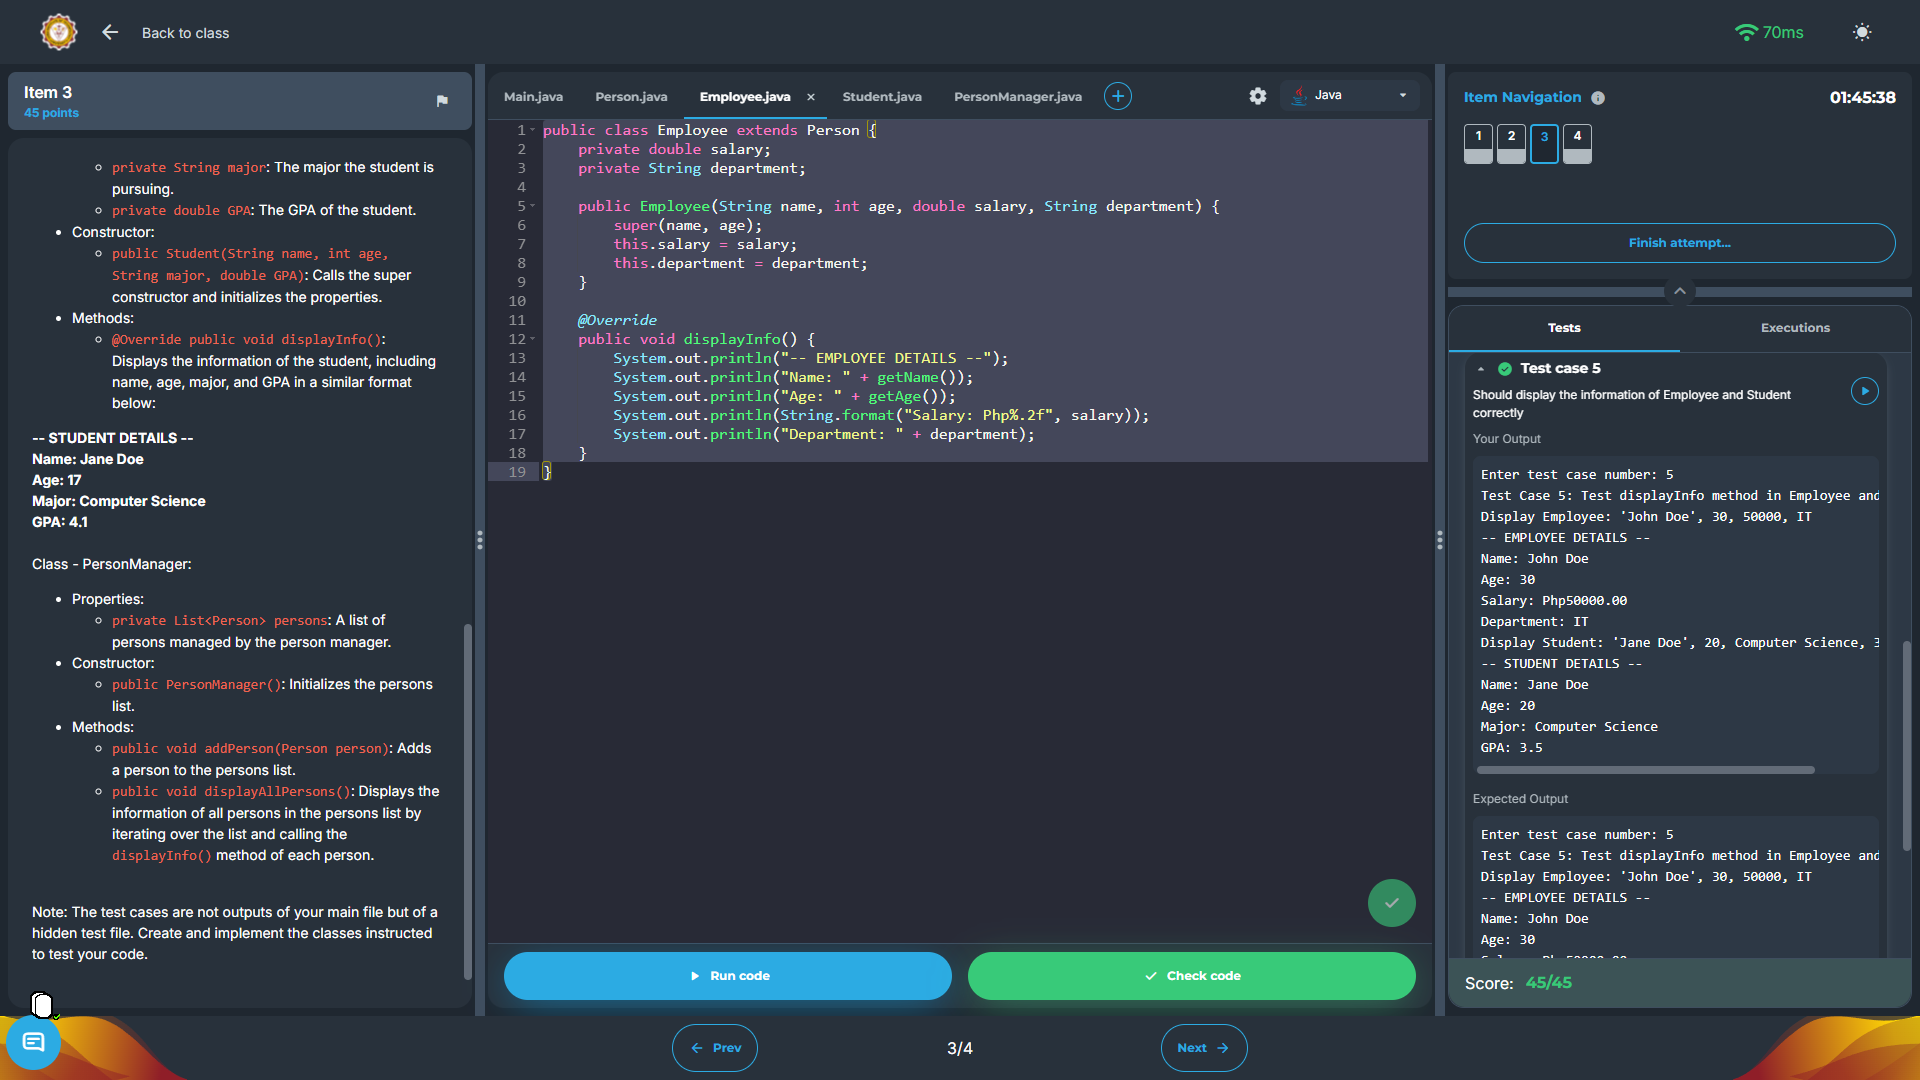 Back to class
70ms
Item 3
45 points
private String major: The major the student is
pursuing.
private double GPA: The GPA of the student.
Constructor:
public Student(String name, int age,
String major, double GPA): Calls the super
constructor and initializes the properties.
Methods:
@Override public void displayInfo():
Displays the information of the student, including
name, age, major, and GPA in a similar format
below:
-- STUDENT DETAILS --
Name: Jane Doe
Age: 17
Major: Computer Science
GPA: 4.1
Class - PersonManager:
Properties:
private List<Person> persons: A list of
persons managed by the person manager.
Constructor:
public PersonManager(): Initializes the persons
list.
Methods:
public void addPerson(Person person): Adds
a person to the persons list.
public void displayAllPersons(): Displays the
information of all persons in the persons list by
iterating over the list and calling the
displayInfo() method of each person.
Note: The test cases are not outputs of your main file but of a
hidden test file. Create and implement the classes instructed
to test your code.
Main.java Person.java Employee.java × Student.java PersonManager.java + Java
1 public class Employee extends Person {
2 private double salary;
3 private String department;
4
5 public Employee(String name, int age, double salary, String department) {
6 super(name, age);
7 this.salary = salary;
8 this.department = department;
9 }
10
11 @Override
12 public void displayInfo() {
13 System.out.println("-- EMPLOYEE DETAILS --");
14 System.out.println("Name: " + getName());
15 System.out.println("Age: " + getAge());
16 System.out.println(String.format("Salary: Php%.2f", salary));
17 System.out.println("Department: " + department);
18 }
19 }
Run code
Check code
Item Navigation
01:45:38
1 2 3 4
Finish attempt...
Tests Executions
Test case 5
Should display the information of Employee and Student
correctly
Your Output
Enter test case number: 5
Test Case 5: Test displayInfo method in Employee and
Display Employee: 'John Doe', 30, 50000, IT
-- EMPLOYEE DETAILS --
Name: John Doe
Age: 30
Salary: Php50000.00
Department: IT
Display Student: 'Jane Doe', 20, Computer Science, 3
-- STUDENT DETAILS --
Name: Jane Doe
Age: 20
Major: Computer Science
GPA: 3.5
Expected Output
Enter test case number: 5
Test Case 5: Test displayInfo method in Employee and
Display Employee: 'John Doe', 30, 50000, IT
-- EMPLOYEE DETAILS --
Name: John Doe
Age: 30
Score: 45/45
Prev
3/4
Next